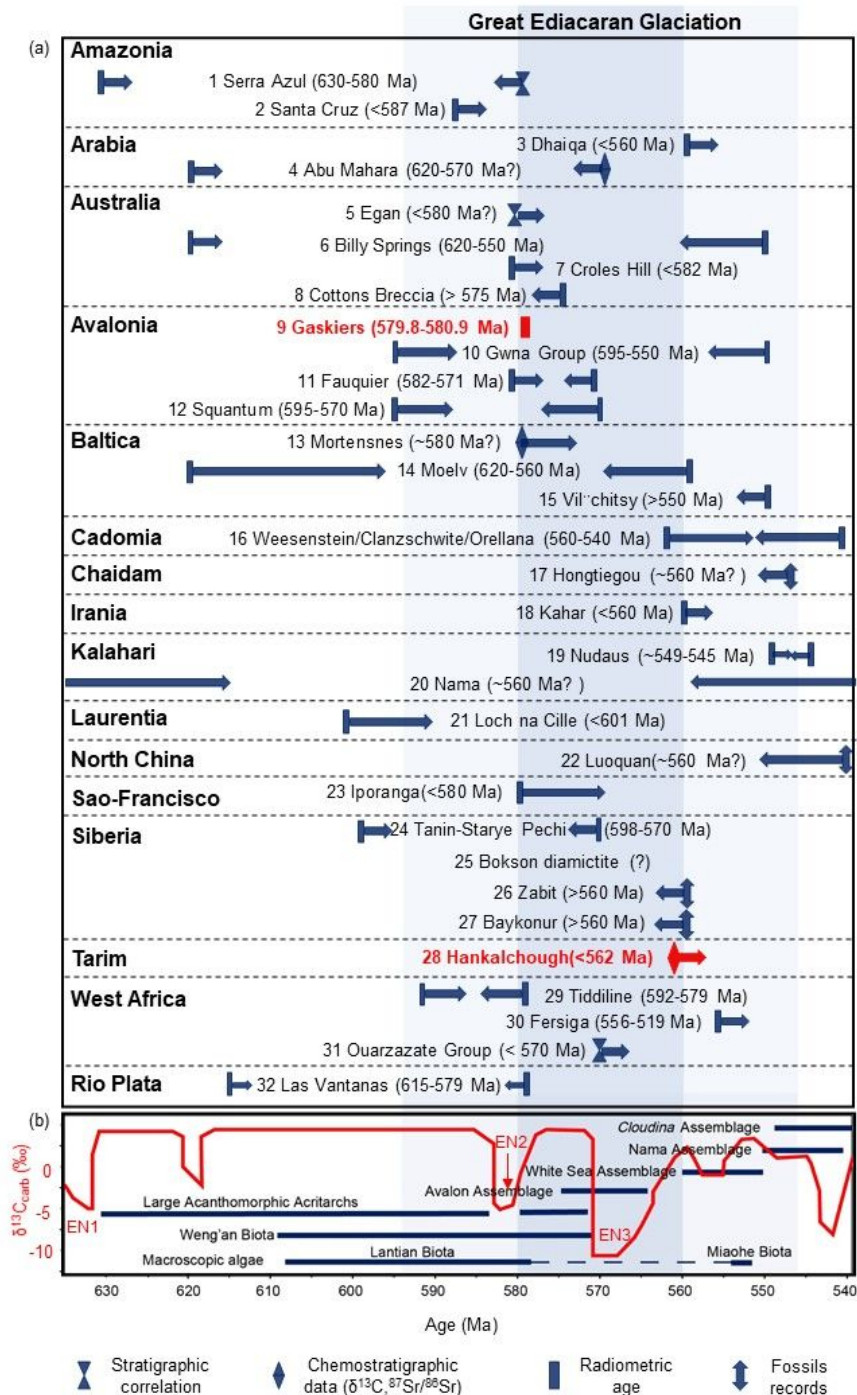 Great Ediacaran Glaciation
(a)
Amazonia
1 Serra Azul (630-580 Ma)
2 Santa Cruz (<587 Ma)
Arabia
3 Dhaiqa (<560 Ma)
4 Abu Mahara (620-570 Ma?)
Australia
5 Egan (<580 Ma?)
6 Billy Springs (620-550 Ma)
7 Croles Hill (<582 Ma)
8 Cottons Breccia (> 575 Ma)
Avalonia
9 Gaskiers (579.8-580.9 Ma)
10 Gwna Group (595-550 Ma)
11 Fauquier (582-571 Ma)
12 Squantum (595-570 Ma)
Baltica
13 Mortensnes (~580 Ma?)
14 Moelv (620-560 Ma)
15 Vil¨chitsy (>550 Ma)
Cadomia
16 Weesenstein/Clanzschwite/Orellana (560-540 Ma)
Chaidam
17 Hongtiegou (~560 Ma? )
Irania
18 Kahar (<560 Ma)
Kalahari
19 Nudaus (~549-545 Ma)
20 Nama (~560 Ma? )
Laurentia
21 Loch na Cille (<601 Ma)
North China
22 Luoquan(~560 Ma?)
Sao-Francisco
23 Iporanga(<580 Ma)
Siberia
24 Tanin-Starye Pechi (598-570 Ma)
25 Bokson diamictite (?)
26 Zabit (>560 Ma)
27 Baykonur (>560 Ma)
Tarim
28 Hankalchough(<562 Ma)
West Africa
29 Tiddiline (592-579 Ma)
30 Fersiga (556-519 Ma)
31 Ouarzazate Group (< 570 Ma)
Rio Plata
32 Las Vantanas (615-579 Ma)
(b)
δ¹³Ccarb (‰)
0
-5
-10
EN1
EN2
EN3
Cloudina Assemblage
Nama Assemblage
White Sea Assemblage
Avalon Assemblage
Large Acanthomorphic Acritarchs
Weng'an Biota
Macroscopic algae
Lantian Biota
Miaohe Biota
630 620 610 600 590 580 570 560 550 540
Age (Ma)
Stratigraphic correlation
Chemostratigraphic data (δ¹³C,⁸⁷Sr/⁸⁶Sr)
Radiometric age
Fossils records